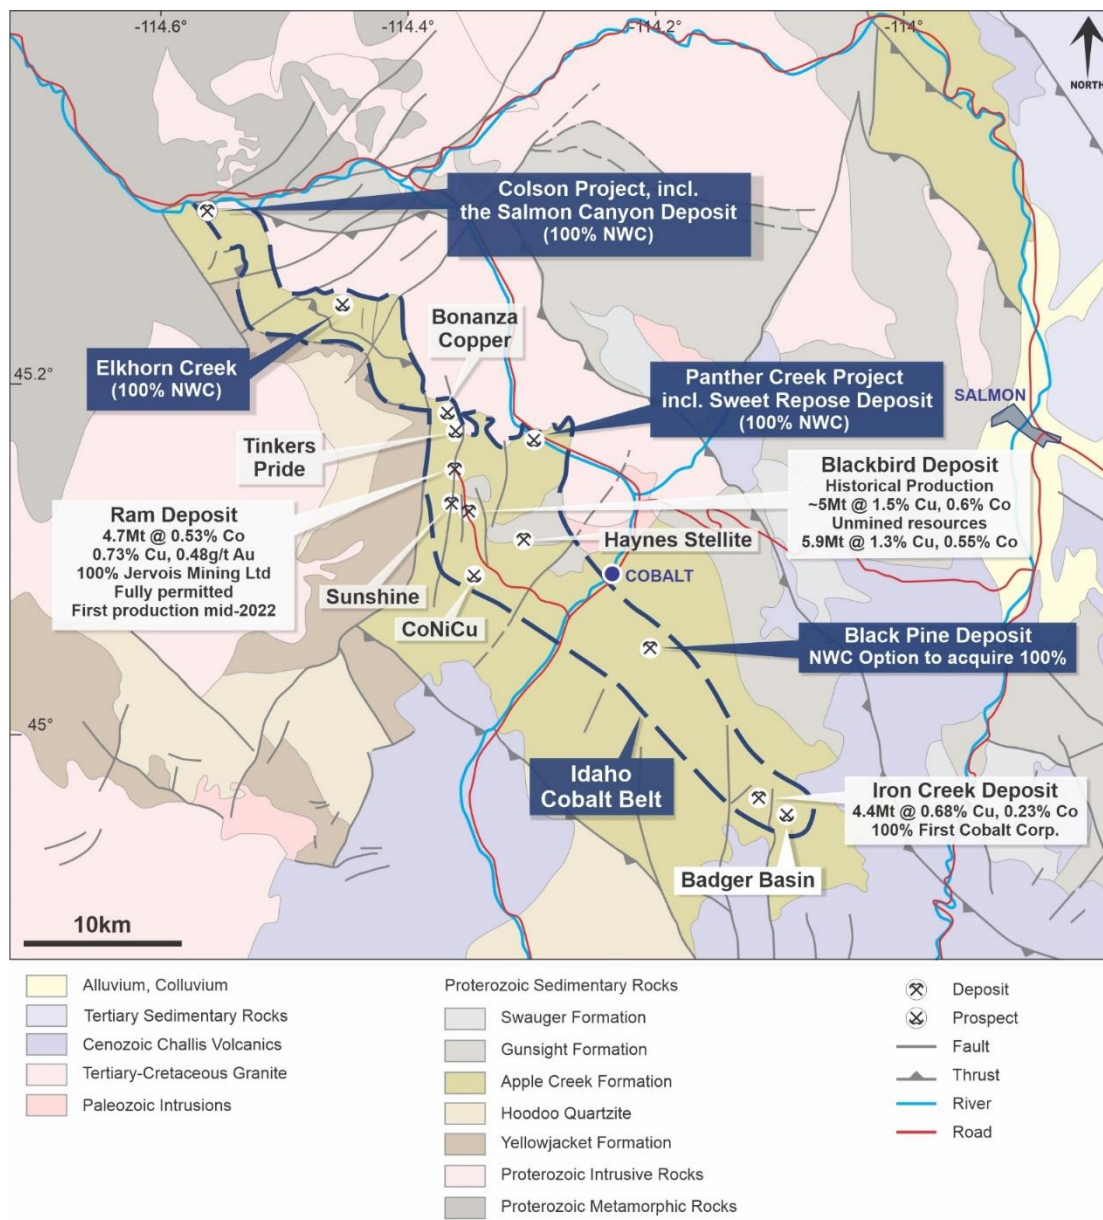 -114.6°
-114.4°
-114.2°
-114°
NORTH
Colson Project, incl.
the Salmon Canyon Deposit
(100% NWC)
Bonanza
Copper
Elkhorn Creek
(100% NWC)
45.2°
Panther Creek Project
incl. Sweet Repose Deposit
(100% NWC)
SALMON
Tinkers
Pride
Ram Deposit
4.7Mt @ 0.53% Co
0.73% Cu, 0.48g/t Au
100% Jervois Mining Ltd
Fully permitted
First production mid-2022
Blackbird Deposit
Historical Production
~5Mt @ 1.5% Cu, 0.6% Co
Unmined resources
5.9Mt @ 1.3% Cu, 0.55% Co
Haynes Stellite
Sunshine
COBALT
CoNiCu
Black Pine Deposit
NWC Option to acquire 100%
45°
Idaho
Cobalt Belt
Iron Creek Deposit
4.4Mt @ 0.68% Cu, 0.23% Co
100% First Cobalt Corp.
Badger Basin
10km
Alluvium, Colluvium
Tertiary Sedimentary Rocks
Cenozoic Challis Volcanics
Tertiary-Cretaceous Granite
Paleozoic Intrusions
Proterozoic Sedimentary Rocks
Swauger Formation
Gunsight Formation
Apple Creek Formation
Hoodoo Quartzite
Yellowjacket Formation
Proterozoic Intrusive Rocks
Proterozoic Metamorphic Rocks
Deposit
Prospect
Fault
Thrust
River
Road